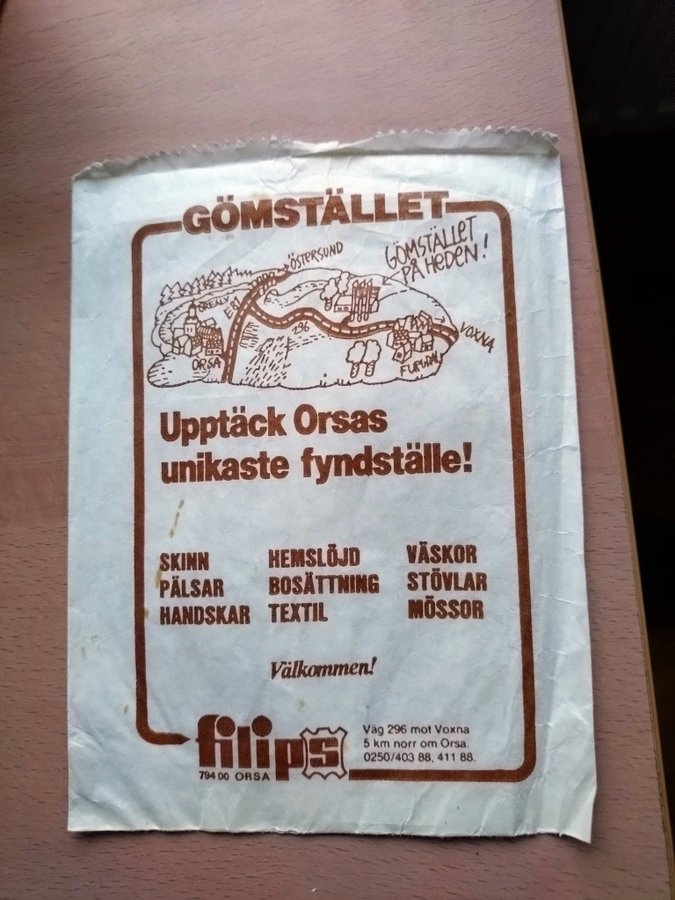 GÖMSTÄLLET
ÖSTERSUND
GÖMSTÄLLET
PÅ HEDEN!
E81
296
VOXNA
ORSA
FURUDAL
Upptäck Orsas
unikaste fyndställe!
SKINN HEMSLÖJD VÄSKOR
PÄLSAR BOSÄTTNING STÖVLAR
HANDSKAR TEXTIL MÖSSOR
Välkommen!
filips
794 00 ORSA
Väg 296 mot Voxna
5 km norr om Orsa.
0250/403 88, 411 88.